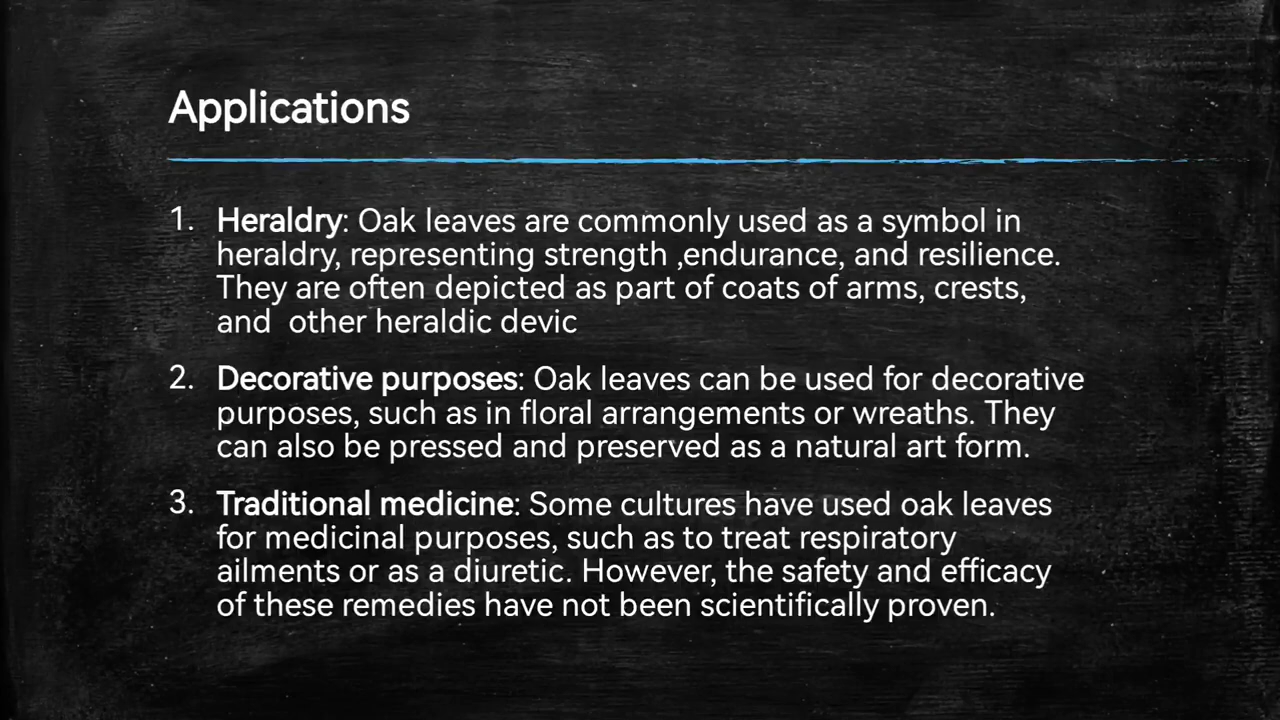 Applications
1. Heraldry: Oak leaves are commonly used as a symbol in
heraldry, representing strength ,endurance, and resilience.
They are often depicted as part of coats of arms, crests,
and  other heraldic devic
2. Decorative purposes: Oak leaves can be used for decorative
purposes, such as in floral arrangements or wreaths. They
can also be pressed and preserved as a natural art form.
3. Traditional medicine: Some cultures have used oak leaves
for medicinal purposes, such as to treat respiratory
ailments or as a diuretic. However, the safety and efficacy
of these remedies have not been scientifically proven.